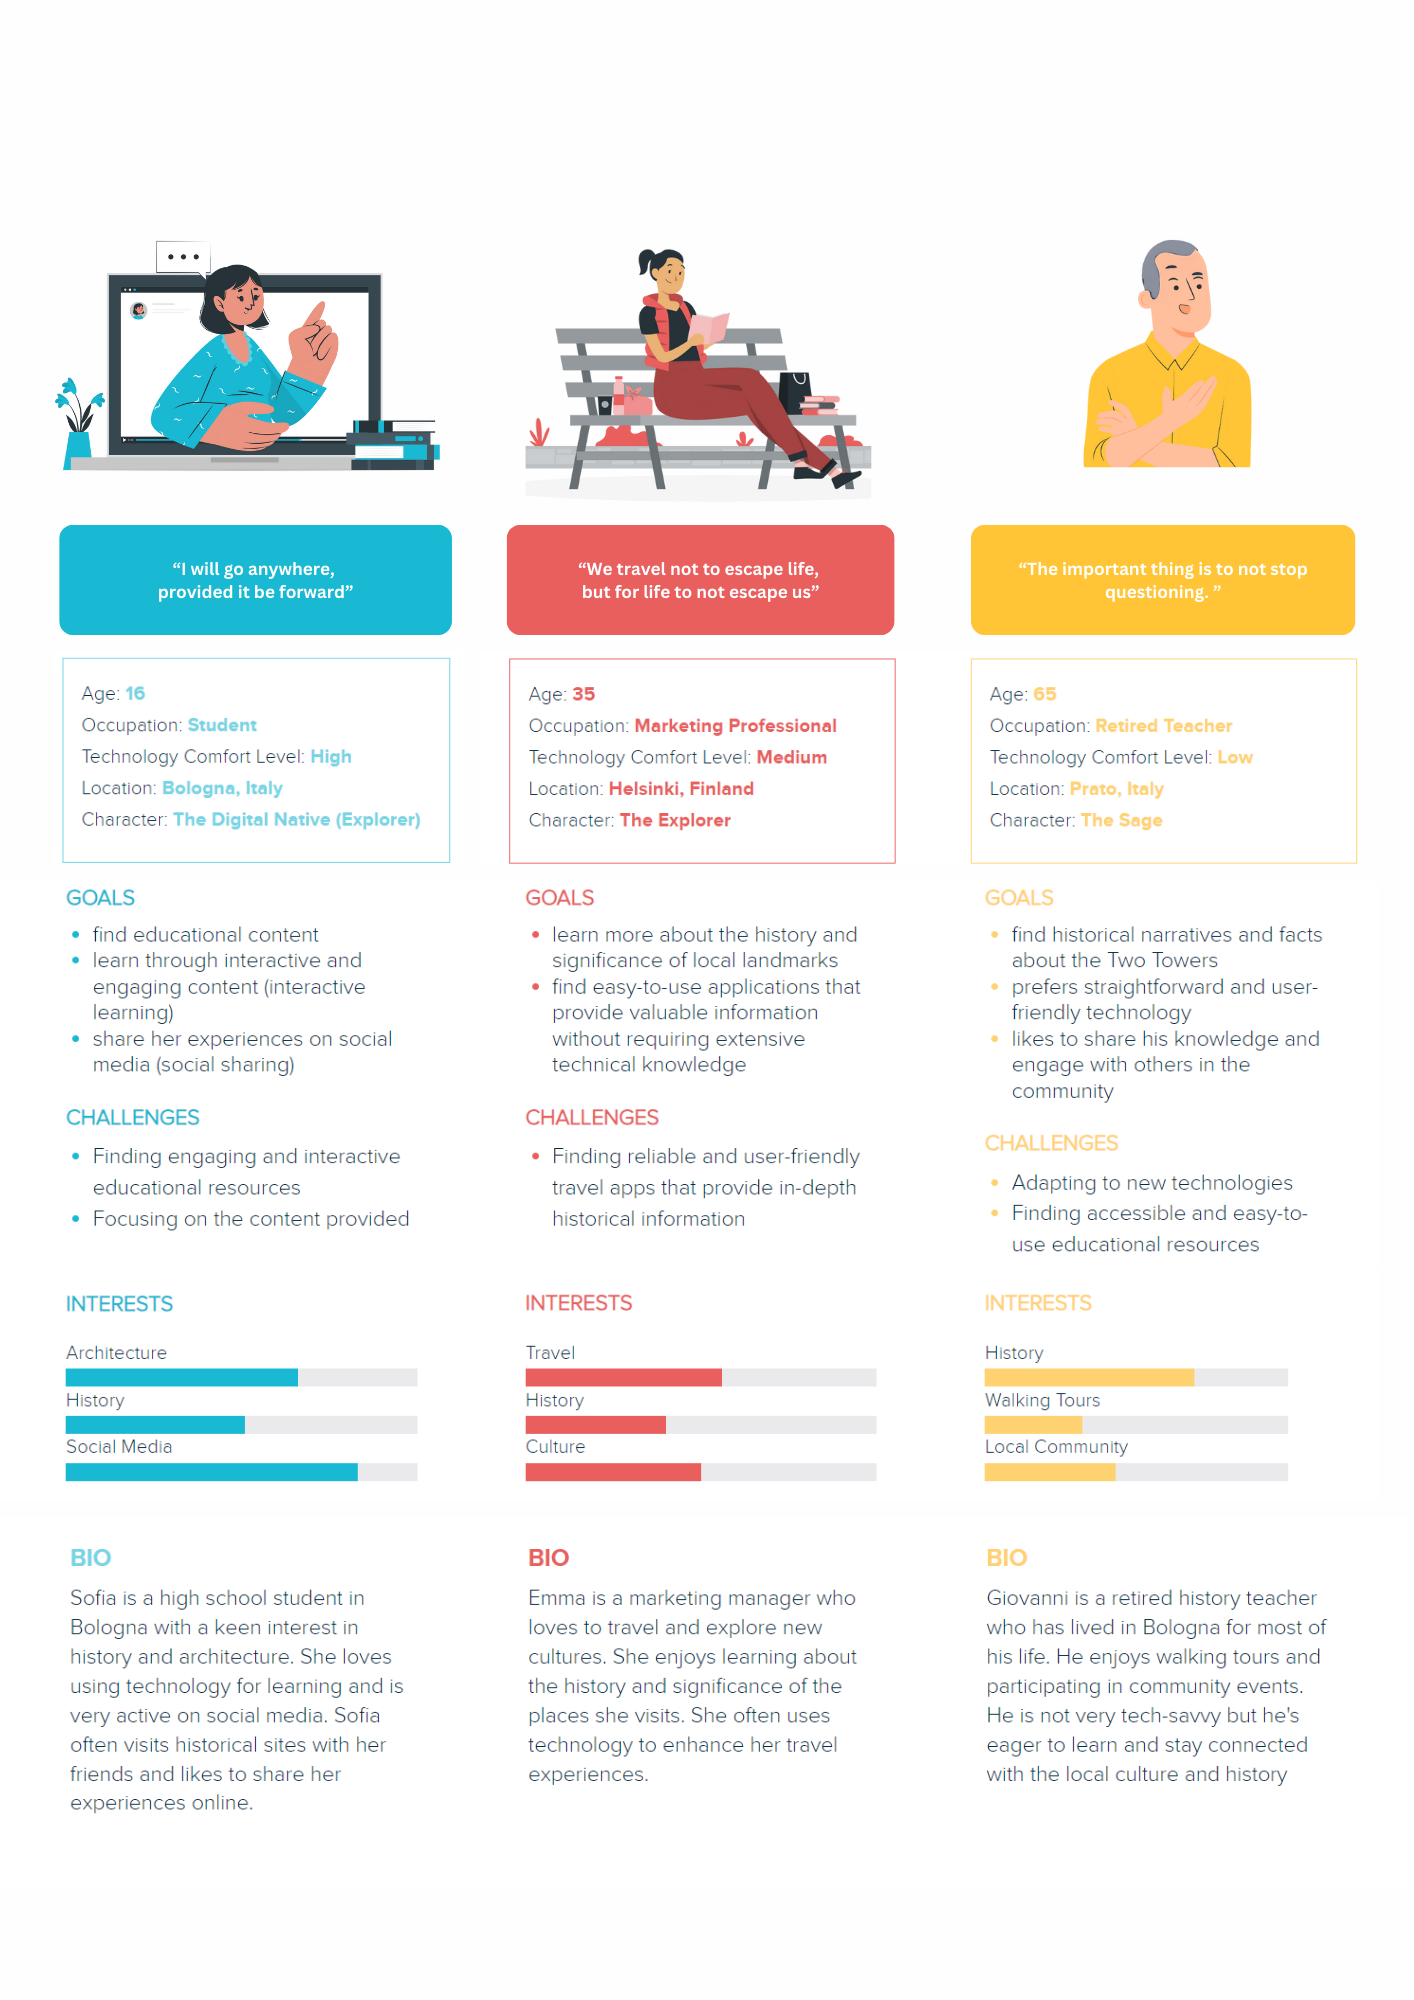 “I will go anywhere,
provided it be forward”
Age: 16
Occupation: Student
Technology Comfort Level: High
Location: Bologna, Italy
Character: The Digital Native (Explorer)
GOALS
• find educational content
• learn through interactive and
engaging content (interactive
learning)
• share her experiences on social
media (social sharing)
CHALLENGES
• Finding engaging and interactive
educational resources
• Focusing on the content provided
INTERESTS
Architecture
History
Social Media
BIO
Sofia is a high school student in
Bologna with a keen interest in
history and architecture. She loves
using technology for learning and is
very active on social media. Sofia
often visits historical sites with her
friends and likes to share her
experiences online.
“We travel not to escape life,
but for life to not escape us”
Age: 35
Occupation: Marketing Professional
Technology Comfort Level: Medium
Location: Helsinki, Finland
Character: The Explorer
GOALS
• learn more about the history and
significance of local landmarks
• find easy-to-use applications that
provide valuable information
without requiring extensive
technical knowledge
CHALLENGES
• Finding reliable and user-friendly
travel apps that provide in-depth
historical information
INTERESTS
Travel
History
Culture
BIO
Emma is a marketing manager who
loves to travel and explore new
cultures. She enjoys learning about
the history and significance of the
places she visits. She often uses
technology to enhance her travel
experiences.
“The important thing is to not stop
questioning. ”
Age: 65
Occupation: Retired Teacher
Technology Comfort Level: Low
Location: Prato, Italy
Character: The Sage
GOALS
• find historical narratives and facts
about the Two Towers
• prefers straightforward and user-
friendly technology
• likes to share his knowledge and
engage with others in the
community
CHALLENGES
• Adapting to new technologies
• Finding accessible and easy-to-
use educational resources
INTERESTS
History
Walking Tours
Local Community
BIO
Giovanni is a retired history teacher
who has lived in Bologna for most of
his life. He enjoys walking tours and
participating in community events.
He is not very tech-savvy but he's
eager to learn and stay connected
with the local culture and history